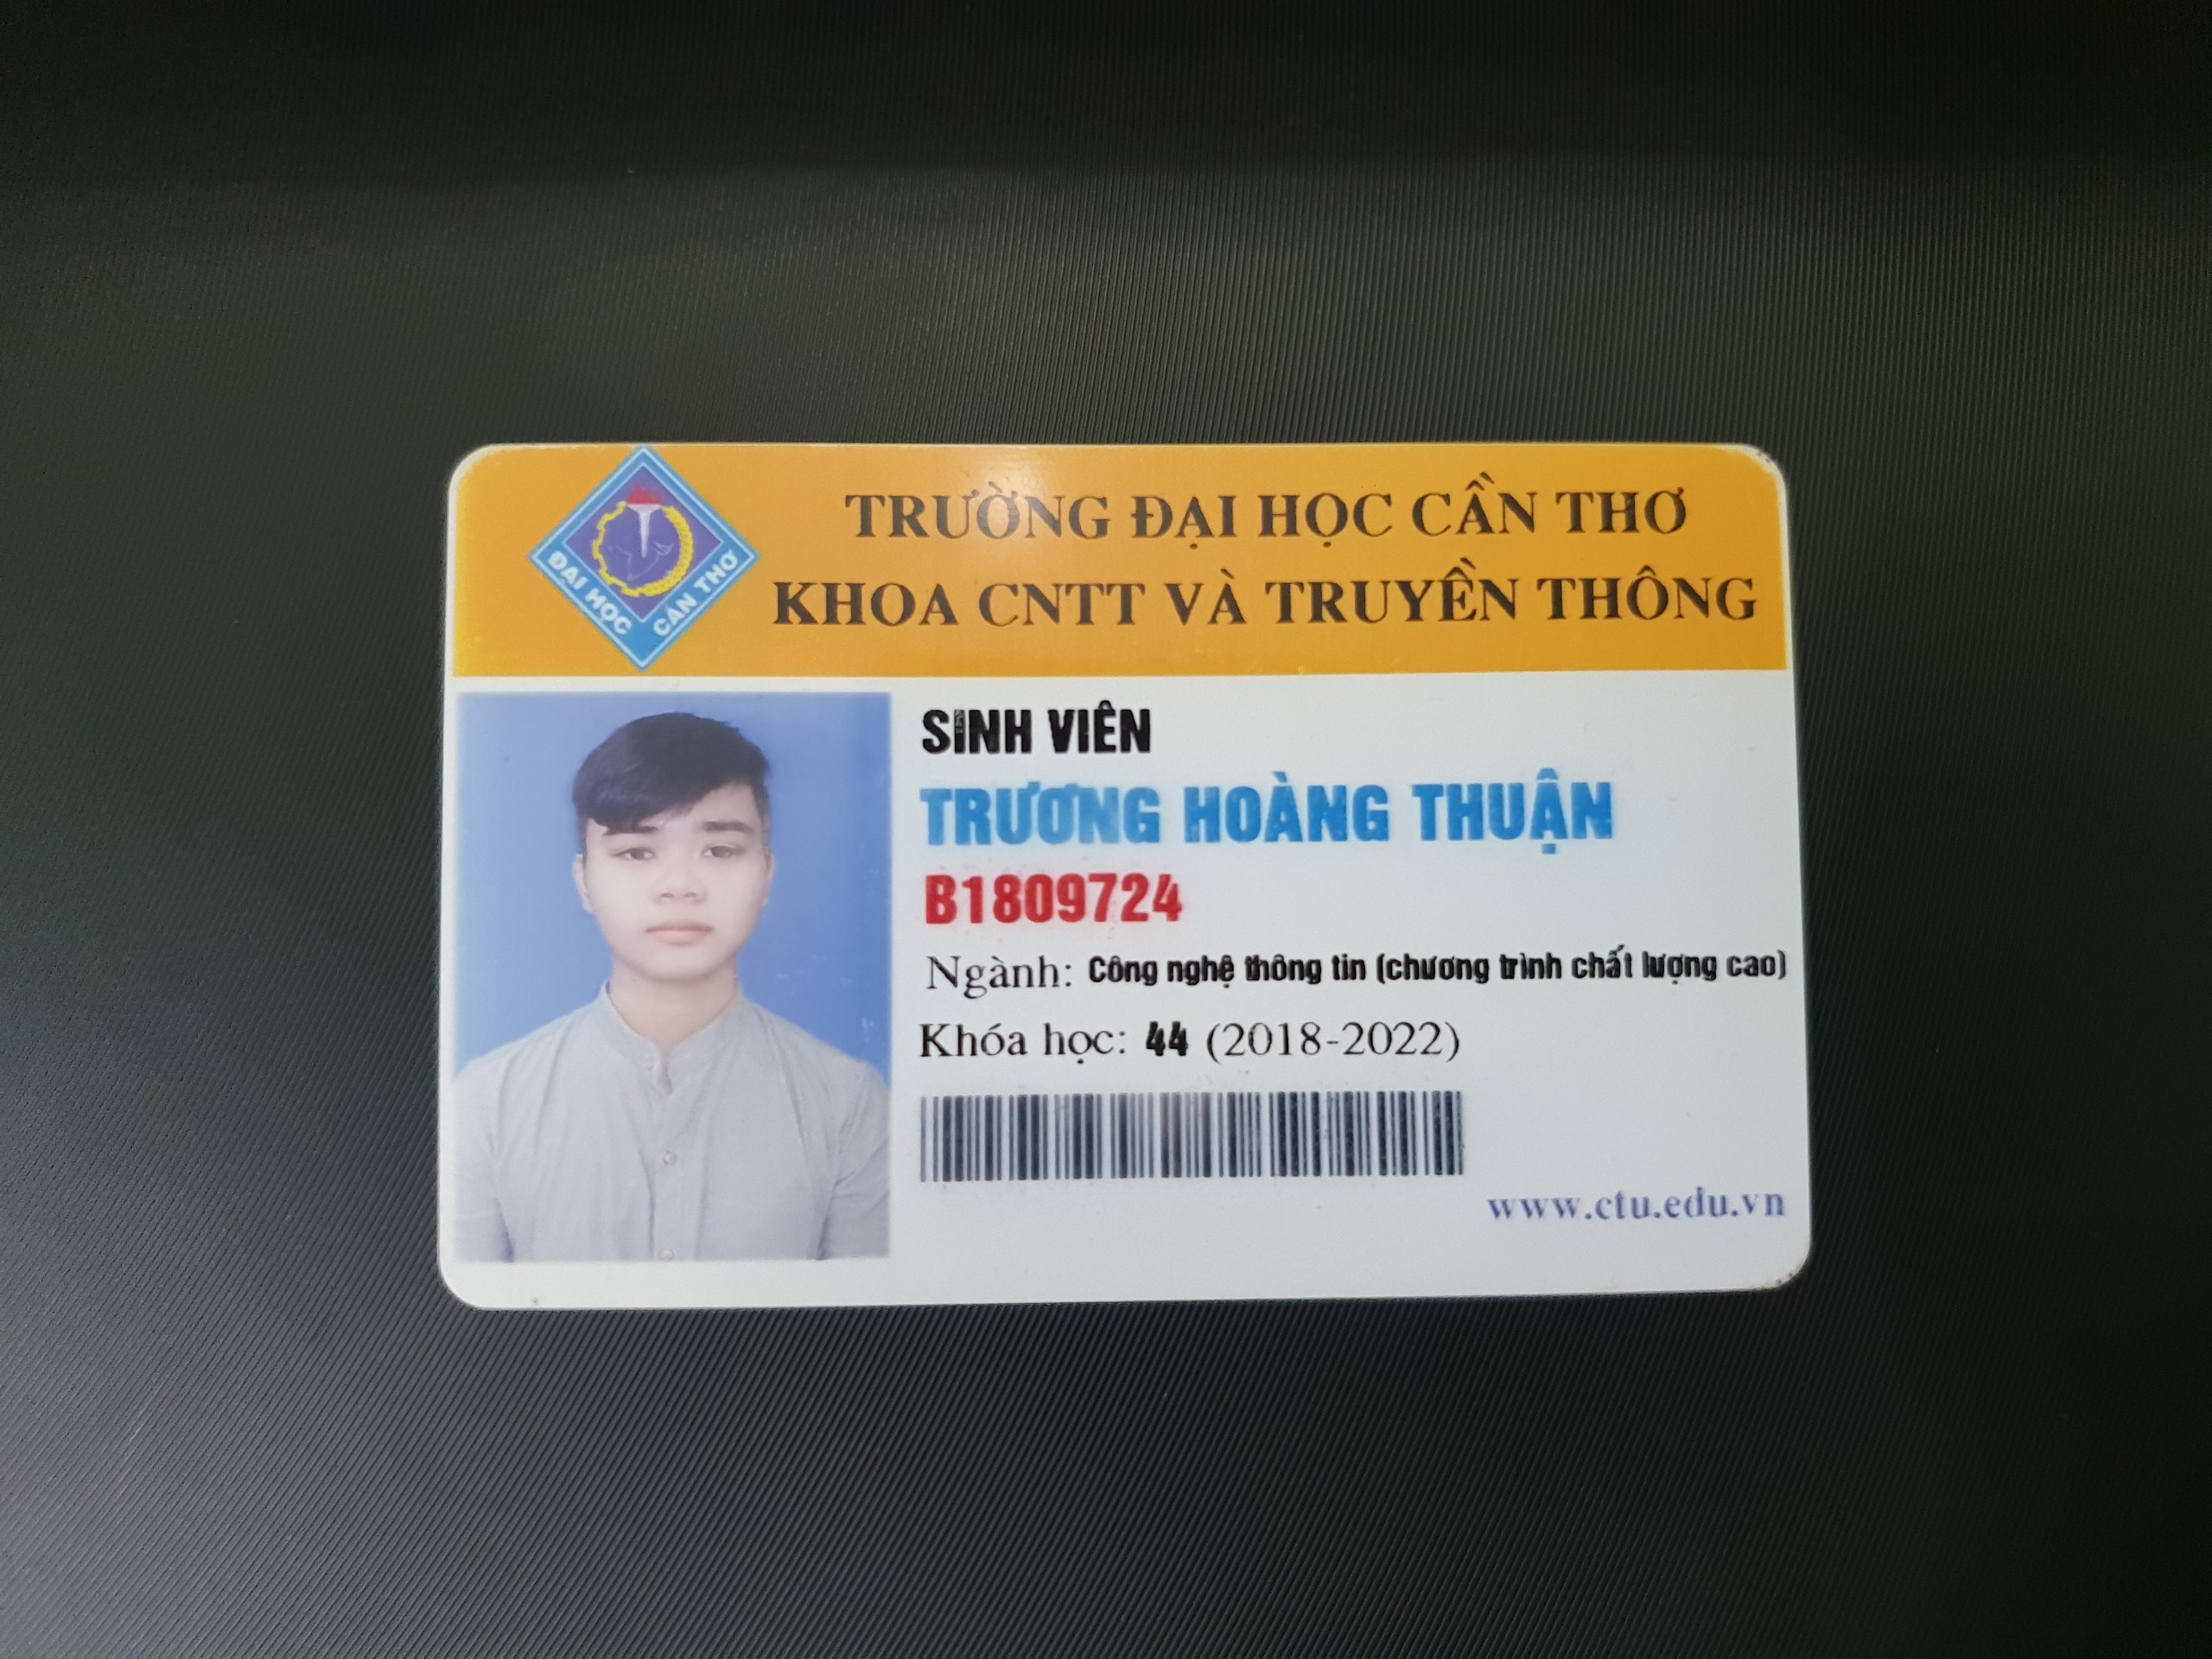 TRƯỜNG ĐẠI HỌC CẦN THƠ
KHOA CNTT VÀ TRUYỀN THÔNG
ĐẠI HỌC CẦN THƠ
SINH VIÊN
TRƯƠNG HOÀNG THUẬN
B1809724
Ngành: Công nghệ thông tin (chương trình chất lượng cao)
Khóa học: 44 (2018-2022)
www.ctu.edu.vn